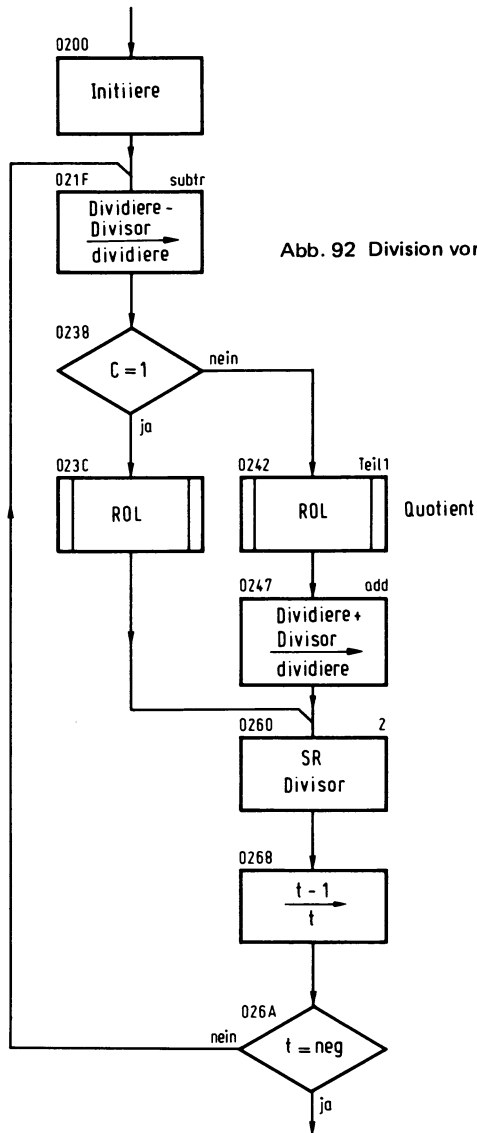 0200
Initiiere
021F subtr
Dividiere -
Divisor
dividiere
Abb. 92 Division vor
0238
C = 1
nein
ja
023C
ROL
0242 Teil1
ROL
Quotient
0247 add
Dividiere +
Divisor
dividiere
0260 2
SR
Divisor
0268
t - 1
t
026A
nein
t = neg
ja